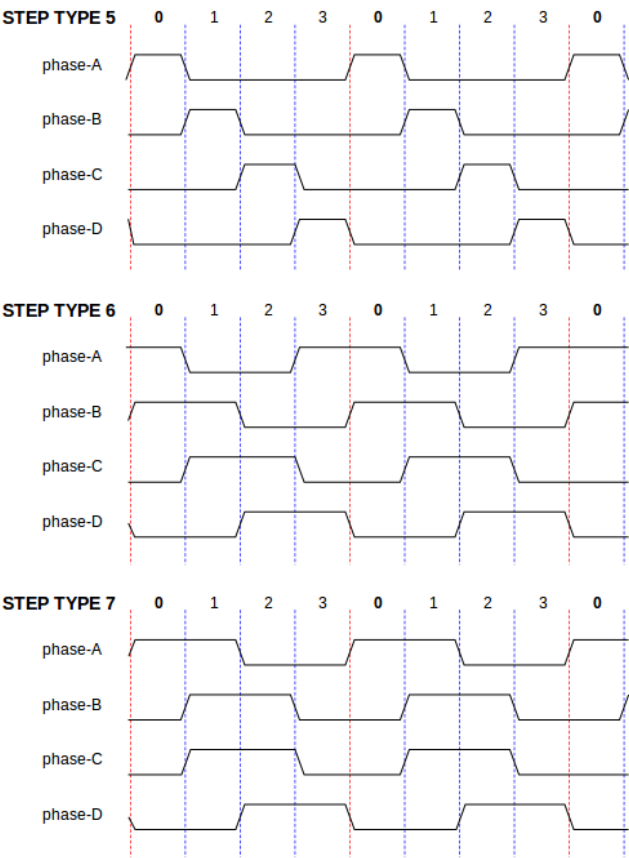 STEP TYPE 5 0 1 2 3 0 1 2 3 0
phase-A
phase-B
phase-C
phase-D
STEP TYPE 6 0 1 2 3 0 1 2 3 0
phase-A
phase-B
phase-C
phase-D
STEP TYPE 7 0 1 2 3 0 1 2 3 0
phase-A
phase-B
phase-C
phase-D